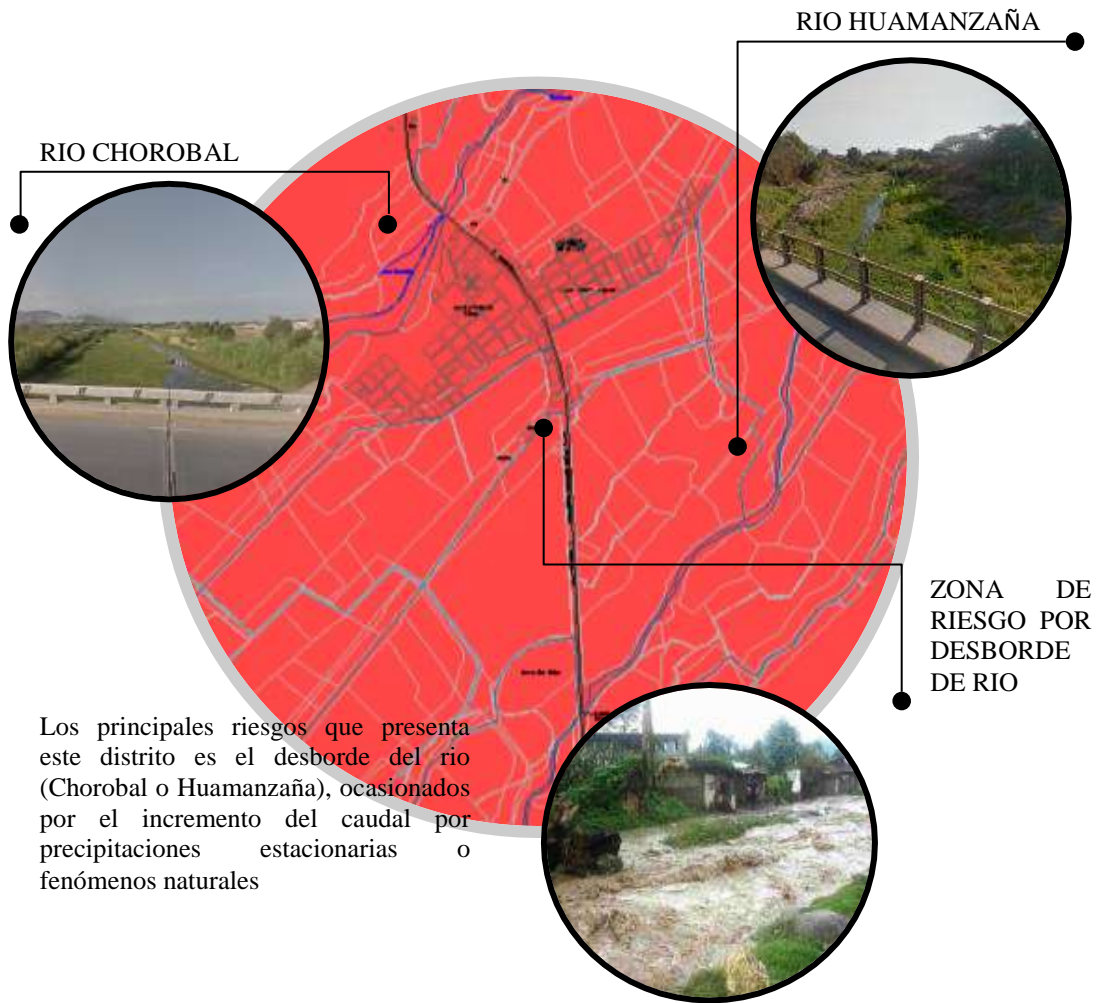 RIO HUAMANZAÑA
RIO CHOROBAL
ZONA DE
RIESGO POR
DESBORDE
DE RIO
Los principales riesgos que presenta
este distrito es el desborde del rio
(Chorobal o Huamanzaña), ocasionados
por el incremento del caudal por
precipitaciones estacionarias o
fenómenos naturales